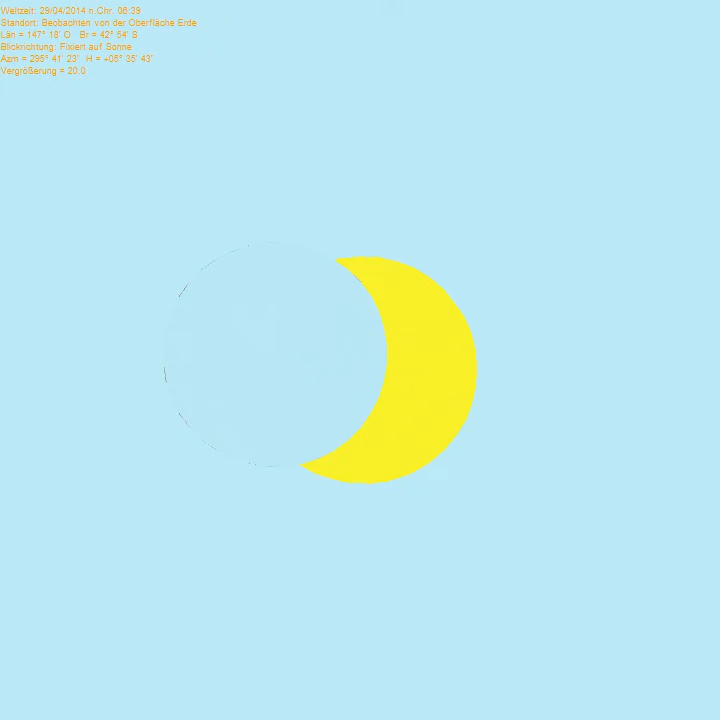 Weltzeit: 29/04/2014 n.Chr. 06:39
Standort: Beobachten von der Oberfläche Erde
Län = 147° 18' O   Br = 42° 54' S
Blickrichtung: Fixiert auf Sonne
Azm = 295° 41' 23'   H = +05° 35' 43'
Vergrößerung = 20.0